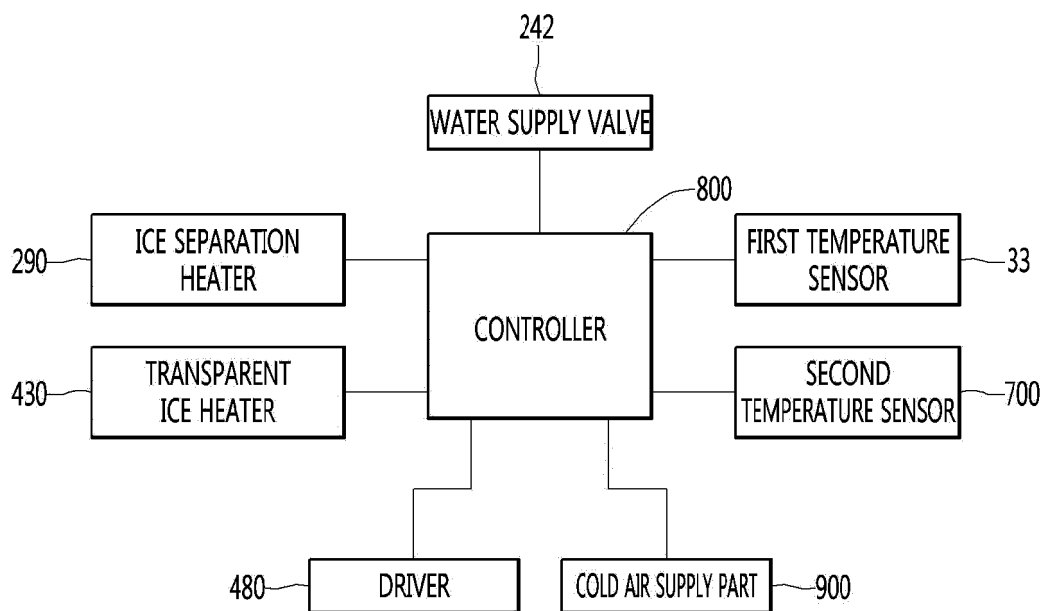 242
WATER SUPPLY VALVE
800
ICE SEPARATION
HEATER
290
FIRST TEMPERATURE
SENSOR
33
CONTROLLER
TRANSPARENT
ICE HEATER
430
SECOND
TEMPERATURE SENSOR
700
480
DRIVER
COLD AIR SUPPLY PART
900